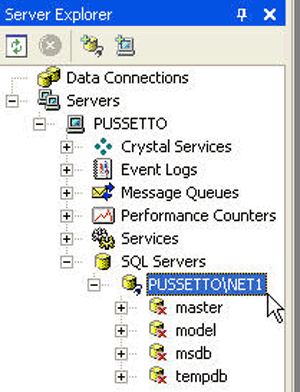 Server Explorer
Data Connections
Servers
PUSSETTO
Crystal Services
Event Logs
Message Queues
Performance Counters
Services
SQL Servers
PUSSETTO\NET1
master
model
msdb
tempdb